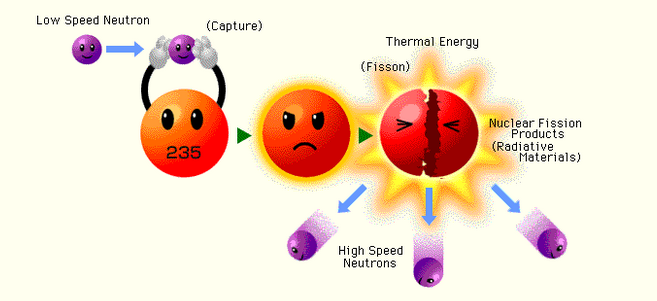 Low Speed Neutron
(Capture)
235
Thermal Energy
(Fisson)
Nuclear Fission
Products
(Radiative
Materials)
High Speed
Neutrons